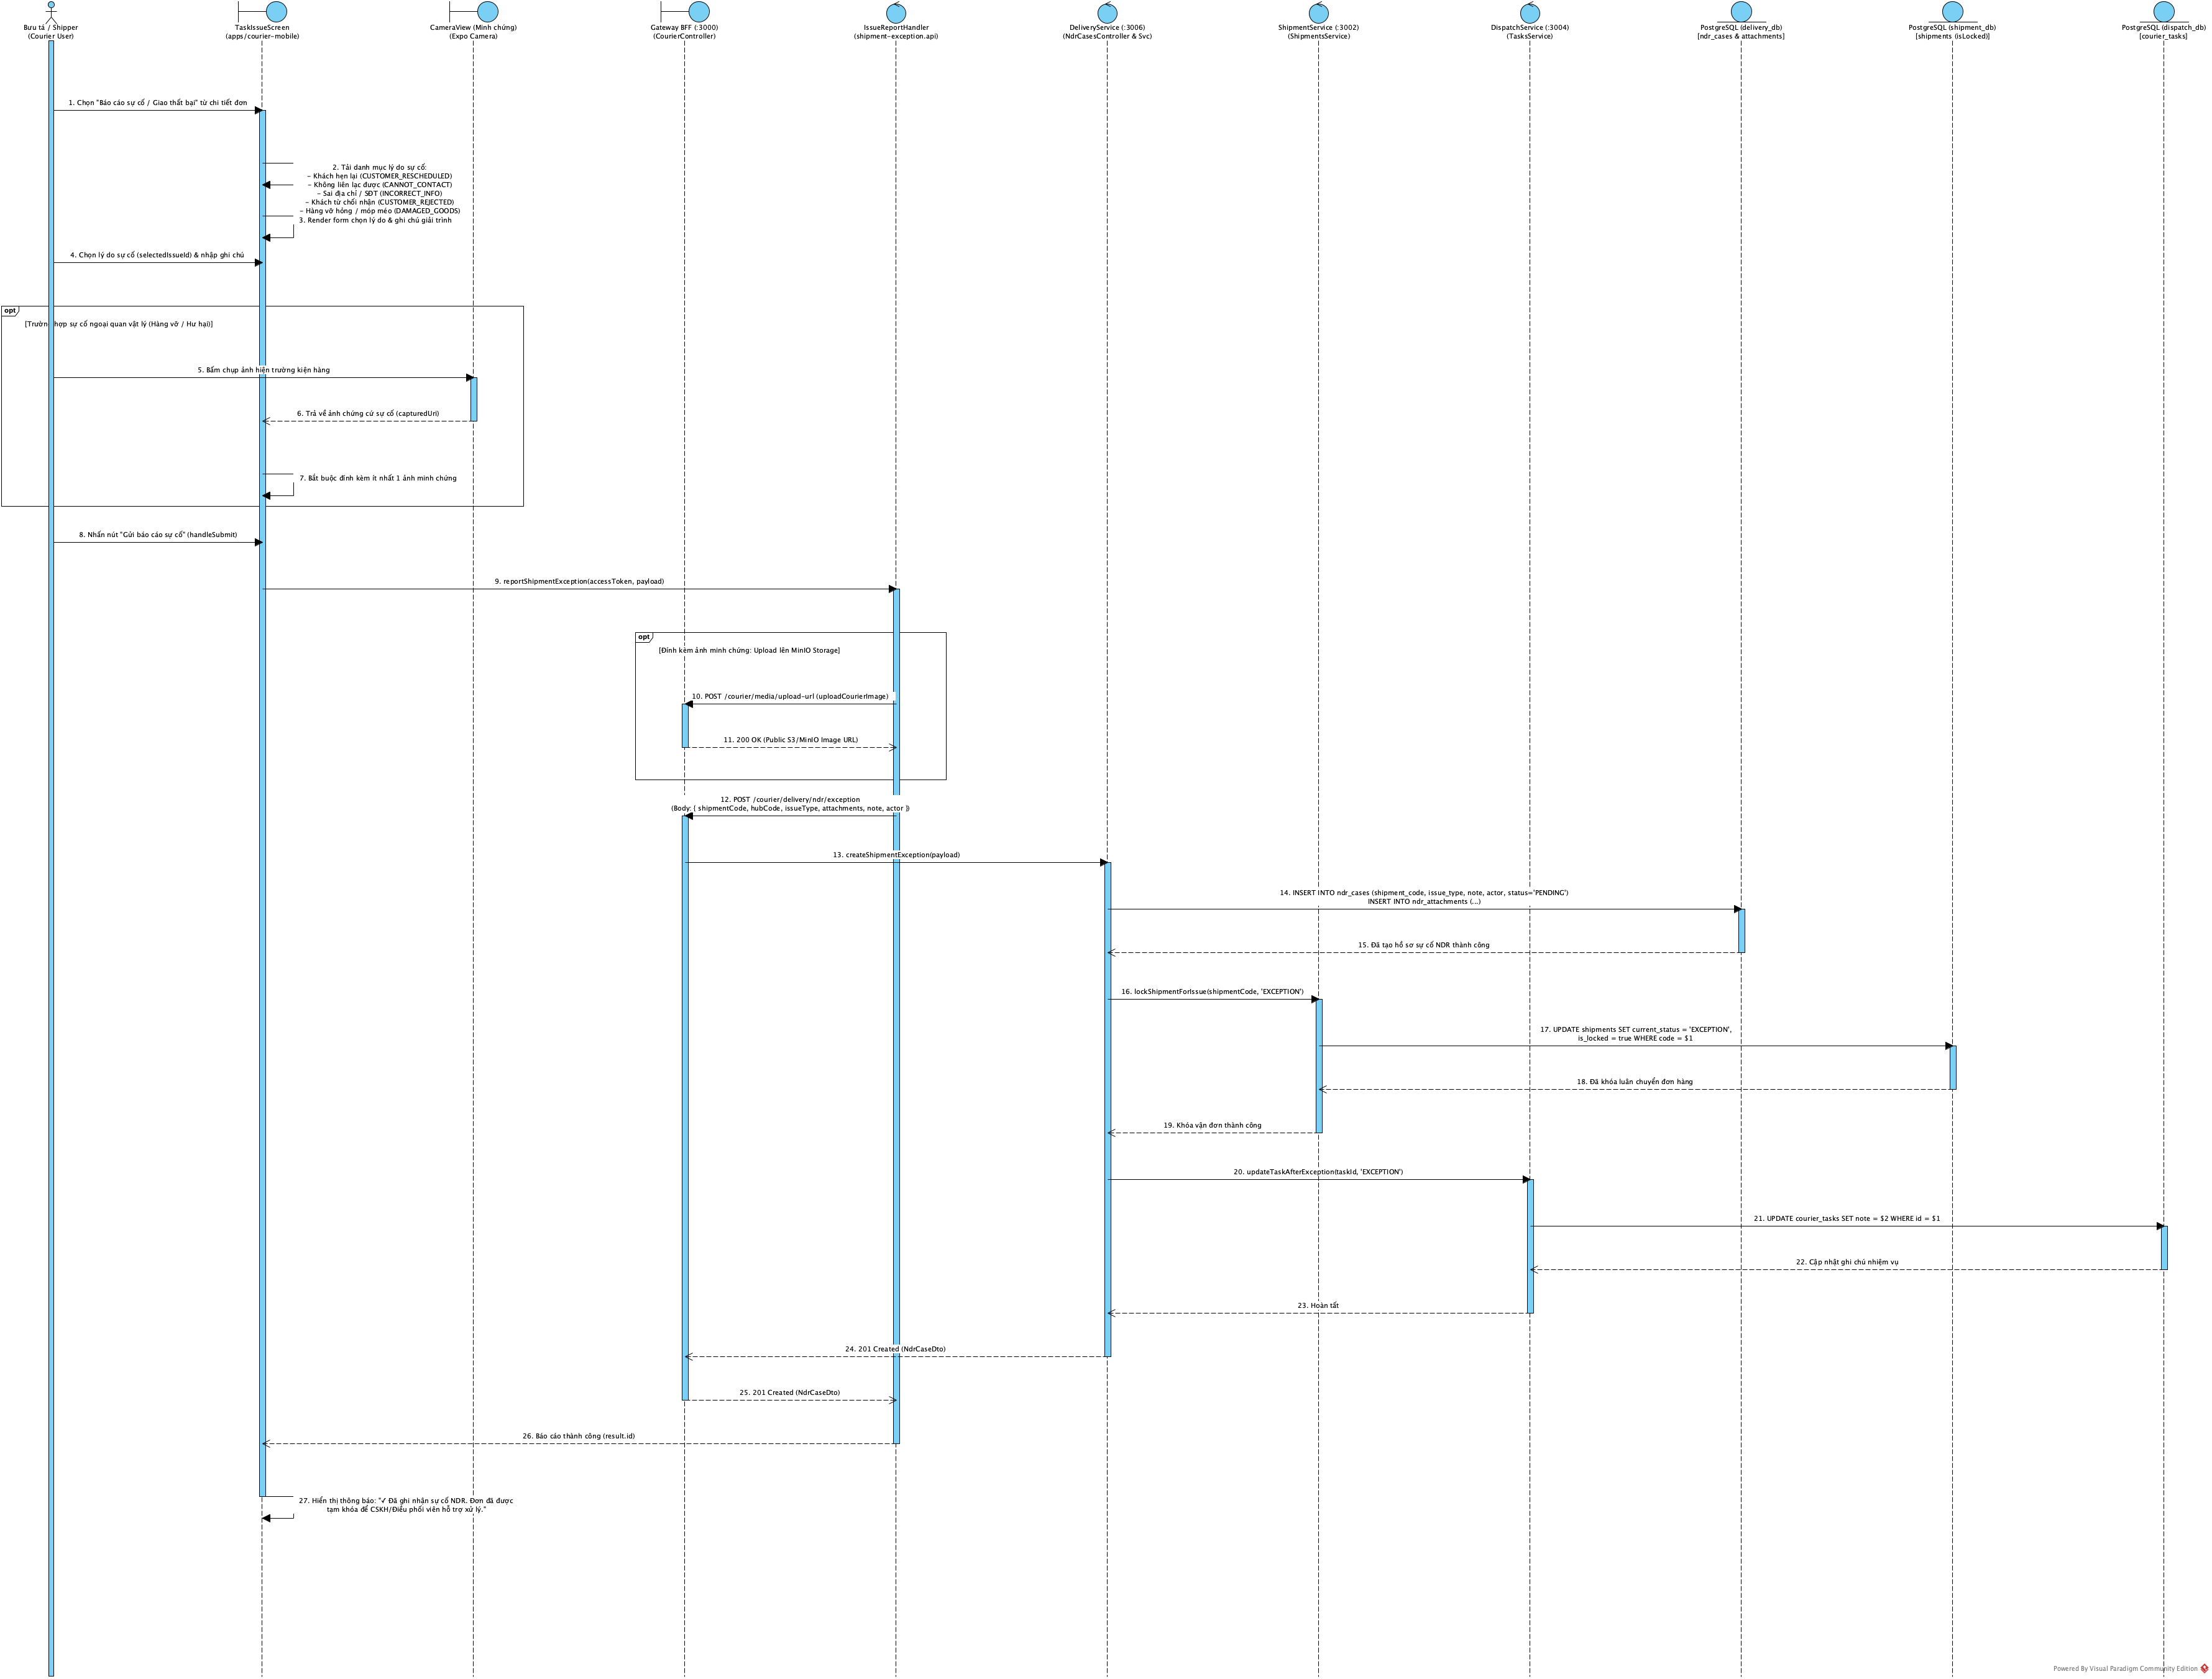 Bưu tá / Shipper
(Courier User)
TaskIssueScreen
(apps/courier-mobile)
CameraView (Minh chứng)
(Expo Camera)
Gateway BFF (:3000)
(CourierController)
IssueReportHandler
(shipment-exception.api)
DeliveryService (:3006)
(NdrCasesController & Svc)
ShipmentService (:3002)
(ShipmentsService)
DispatchService (:3004)
(TasksService)
PostgreSQL (delivery_db)
[ndr_cases & attachments]
PostgreSQL (shipment_db)
[shipments (isLocked)]
PostgreSQL (dispatch_db)
[courier_tasks]
1. Chọn "Báo cáo sự cố / Giao thất bại" từ chi tiết đơn
2. Tải danh mục lý do sự cố:
- Khách hẹn lại (CUSTOMER_RESCHEDULED)
- Không liên lạc được (CANNOT_CONTACT)
- Sai địa chỉ / SĐT (INCORRECT_INFO)
- Khách từ chối nhận (CUSTOMER_REJECTED)
- Hàng vỡ hỏng / móp méo (DAMAGED_GOODS)
3. Render form chọn lý do & ghi chú giải trình
4. Chọn lý do sự cố (selectedIssueId) & nhập ghi chú
opt
[Trường hợp sự cố ngoại quan vật lý (Hàng vỡ / Hư hại)]
5. Bấm chụp ảnh hiện trường kiện hàng
6. Trả về ảnh chứng cứ sự cố (capturedUri)
7. Bắt buộc đính kèm ít nhất 1 ảnh minh chứng
8. Nhấn nút "Gửi báo cáo sự cố" (handleSubmit)
9. reportShipmentException(accessToken, payload)
opt
[Đính kèm ảnh minh chứng: Upload lên MinIO Storage]
10. POST /courier/media/upload-url (uploadCourierImage)
11. 200 OK (Public S3/MinIO Image URL)
12. POST /courier/delivery/ndr/exception
(Body: { shipmentCode, hubCode, issueType, attachments, note, actor })
13. createShipmentException(payload)
14. INSERT INTO ndr_cases (shipment_code, issue_type, note, actor, status='PENDING')
INSERT INTO ndr_attachments (...)
15. Đã tạo hồ sơ sự cố NDR thành công
16. lockShipmentForIssue(shipmentCode, 'EXCEPTION')
17. UPDATE shipments SET current_status = 'EXCEPTION',
is_locked = true WHERE code = $1
18. Đã khóa luân chuyển đơn hàng
19. Khóa vận đơn thành công
20. updateTaskAfterException(taskId, 'EXCEPTION')
21. UPDATE courier_tasks SET note = $2 WHERE id = $1
22. Cập nhật ghi chú nhiệm vụ
23. Hoàn tất
24. 201 Created (NdrCaseDto)
25. 201 Created (NdrCaseDto)
26. Báo cáo thành công (result.id)
27. Hiển thị thông báo: "✓ Đã ghi nhận sự cố NDR. Đơn đã được
tạm khóa để CSKH/Điều phối viên hỗ trợ xử lý."
Powered By Visual Paradigm Community Edition